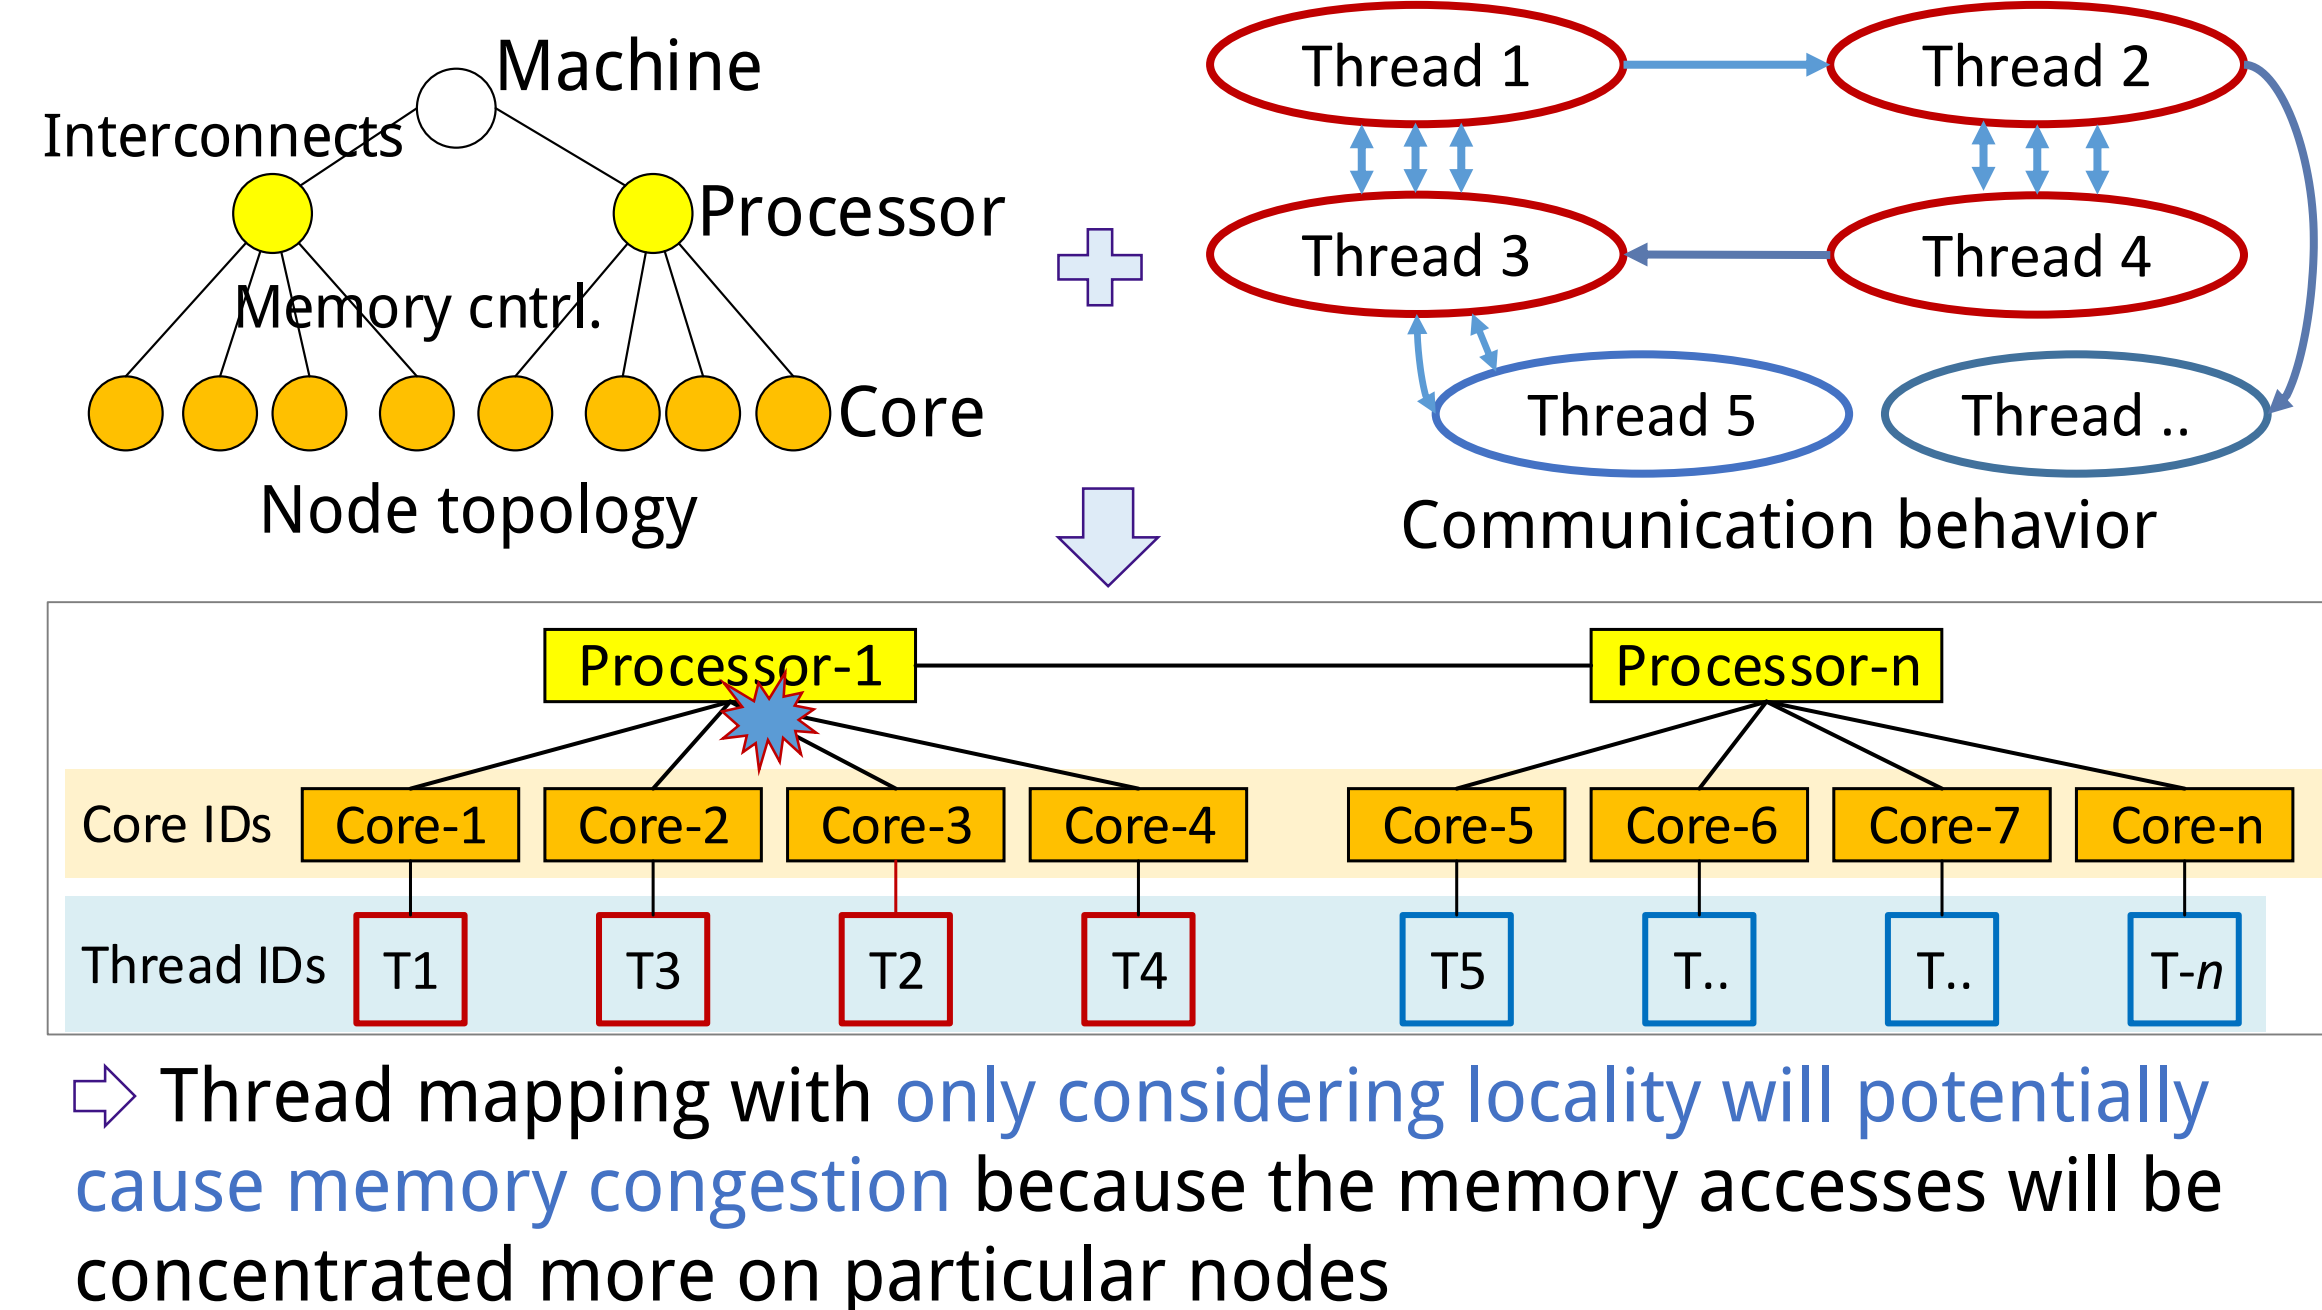 Machine
Interconnects
Processor
Memory cntrl.
Core
Node topology
Thread 1
Thread 2
Thread 3
Thread 4
Thread 5
Thread ..
Communication behavior
Processor-1
Processor-n
Core IDs
Core-1
Core-2
Core-3
Core-4
Core-5
Core-6
Core-7
Core-n
Thread IDs
T1
T3
T2
T4
T5
T..
T..
T-n
Thread mapping with only considering locality will potentially
cause memory congestion because the memory accesses will be
concentrated more on particular nodes